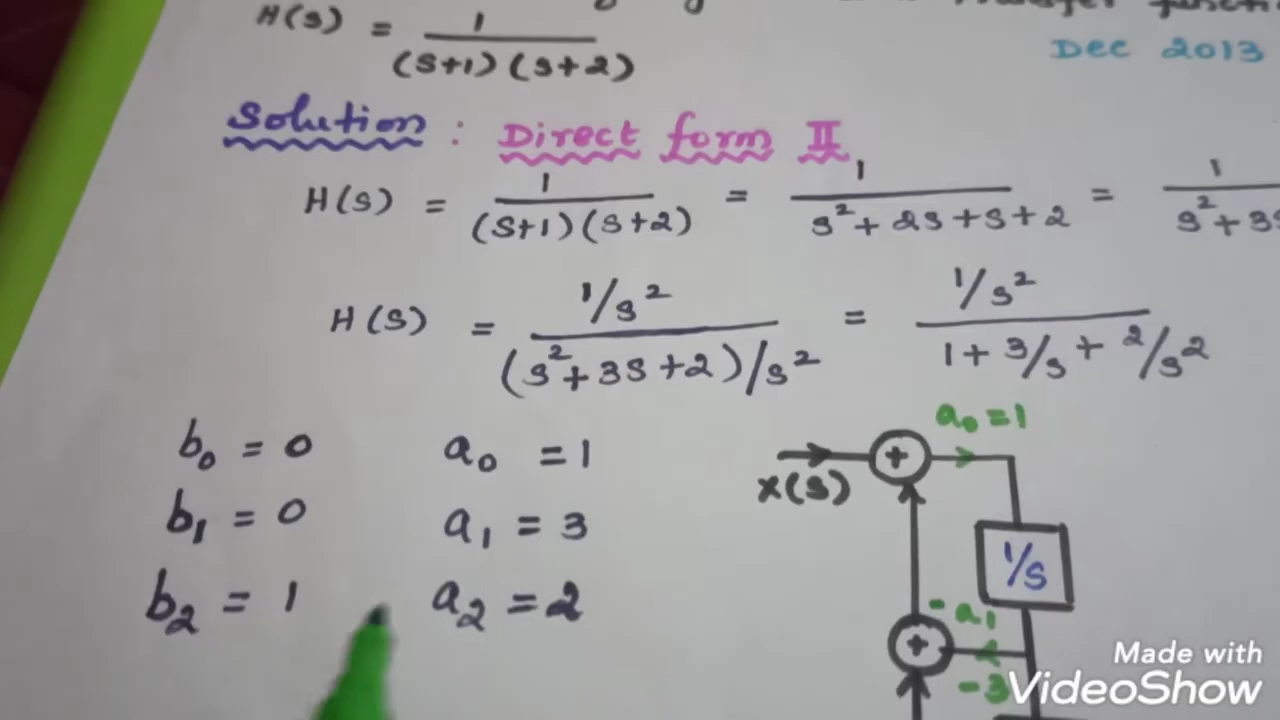 H(s) = 1/(s+1)(s+2)
Dec 2013
Solution : Direct form II
H(s) = 1/(s+1)(s+2) = 1/s²+2s+s+2 = 1/s²+3s
H(s) = 1/s²/(s²+3s+2)/s² = 1/s²/1+3/s+2/s²
b₀ = 0 a₀ = 1
b₁ = 0 a₁ = 3
b₂ = 1 a₂ = 2
a₀ = 1
+
X(s)
1/s
-a₁
+
-3
Made with
VideoShow